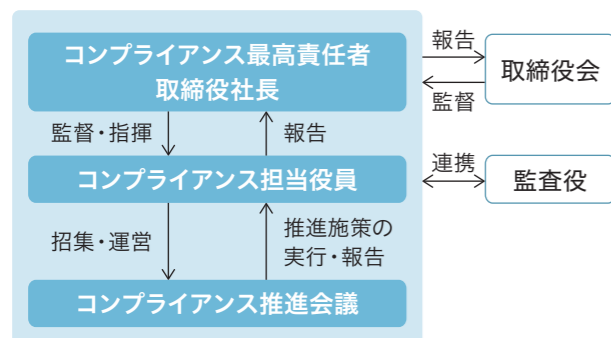 コンプライアンス最高責任者
取締役社長
報告
取締役会
監督
監督・指揮
報告
コンプライアンス担当役員
連携
監査役
招集・運営
推進施策の
実行・報告
コンプライアンス推進会議